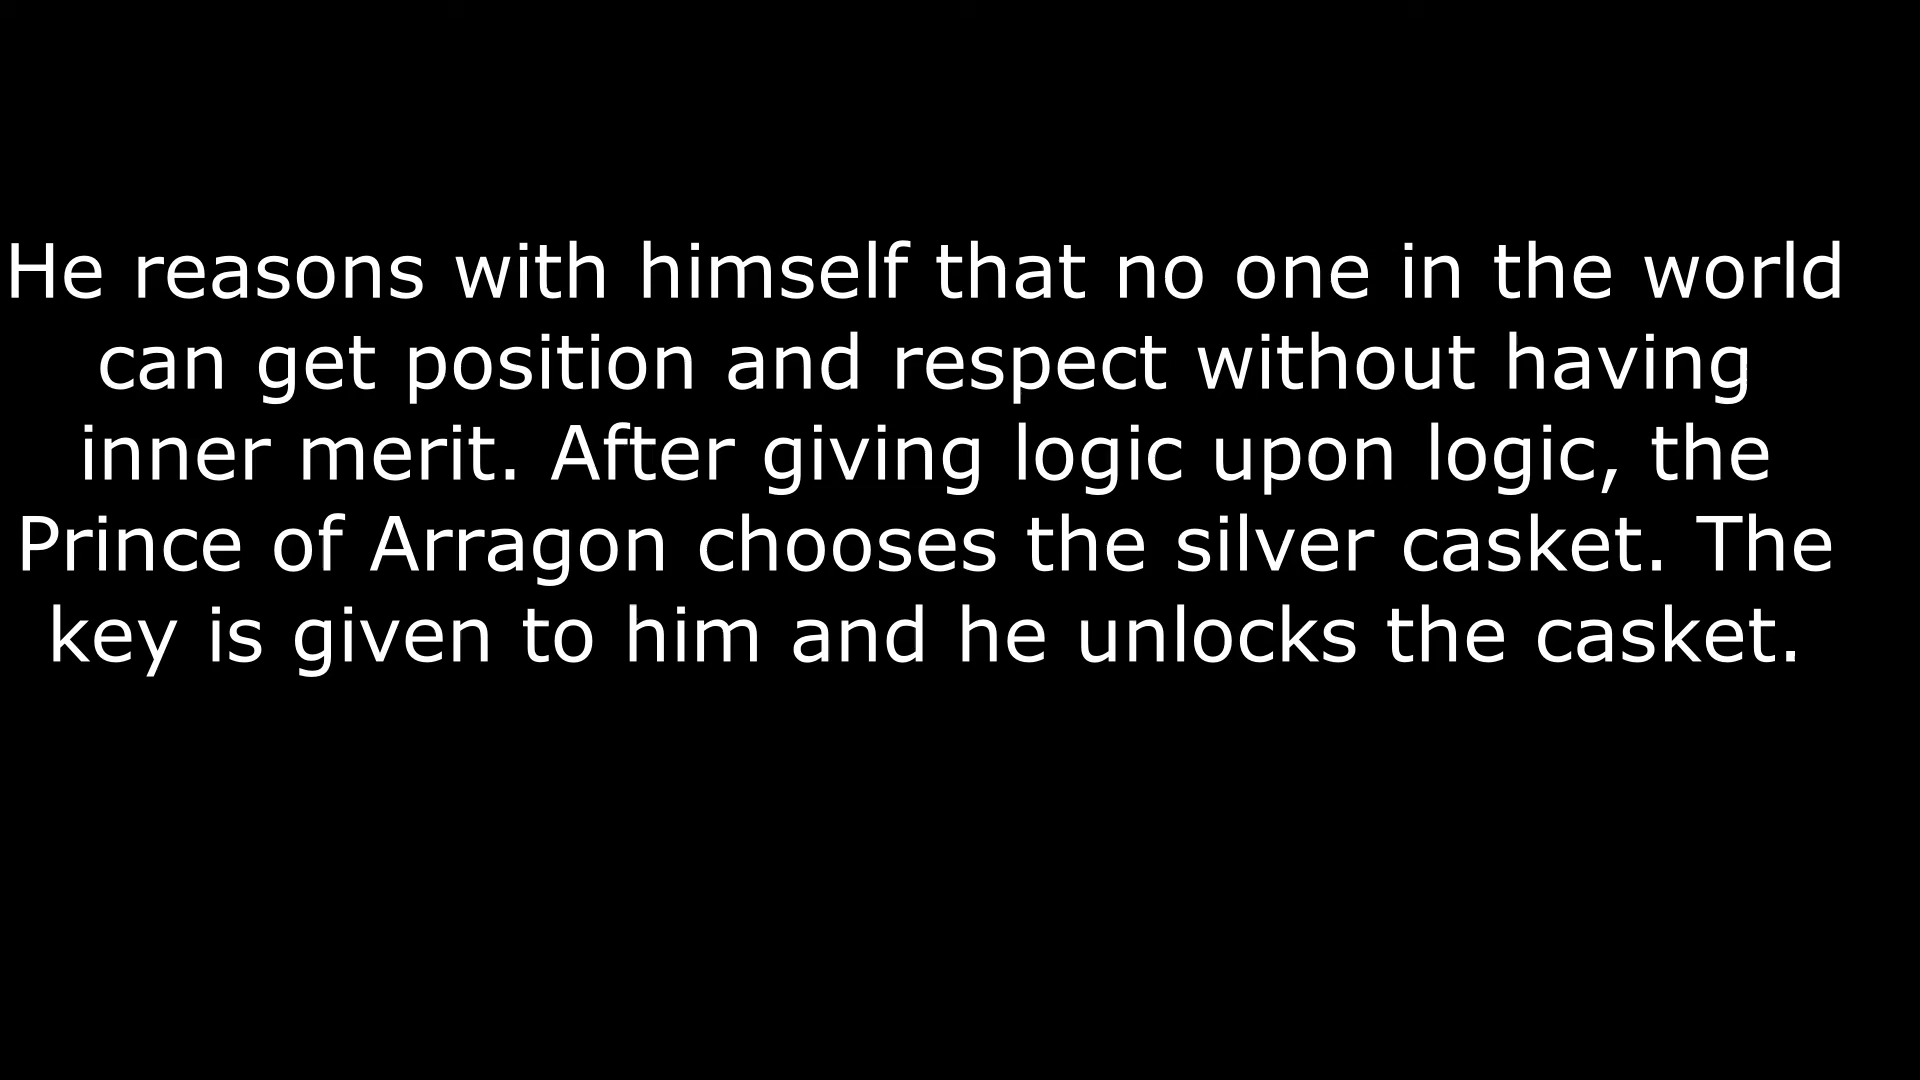 He reasons with himself that no one in the world
can get position and respect without having
inner merit. After giving logic upon logic, the
Prince of Arragon chooses the silver casket. The
key is given to him and he unlocks the casket.